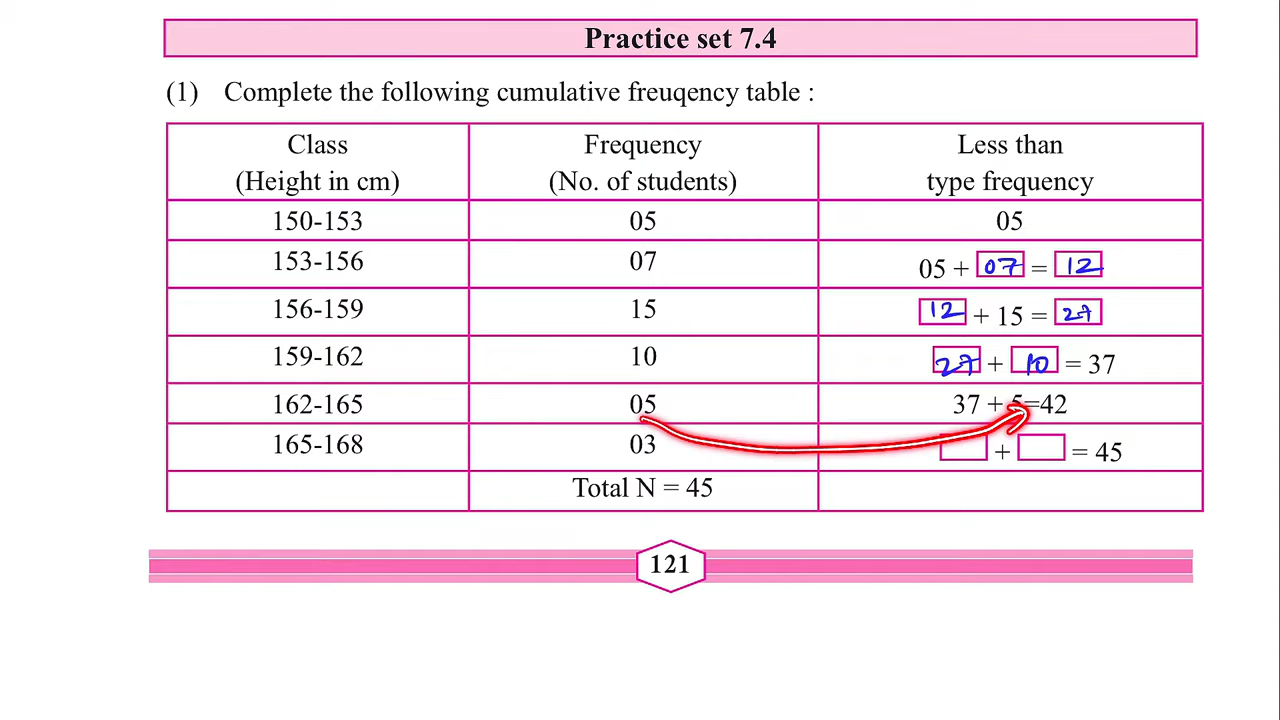 Practice set 7.4
(1) Complete the following cumulative freuqency table :
Class Frequency Less than
(Height in cm) (No. of students) type frequency
150-153 05 05
153-156 07 05 + 07 = 12
156-159 15 12 + 15 = 27
159-162 10 27 + 10 = 37
162-165 05 37 + 5=42
165-168 03 + = 45
Total N = 45
121